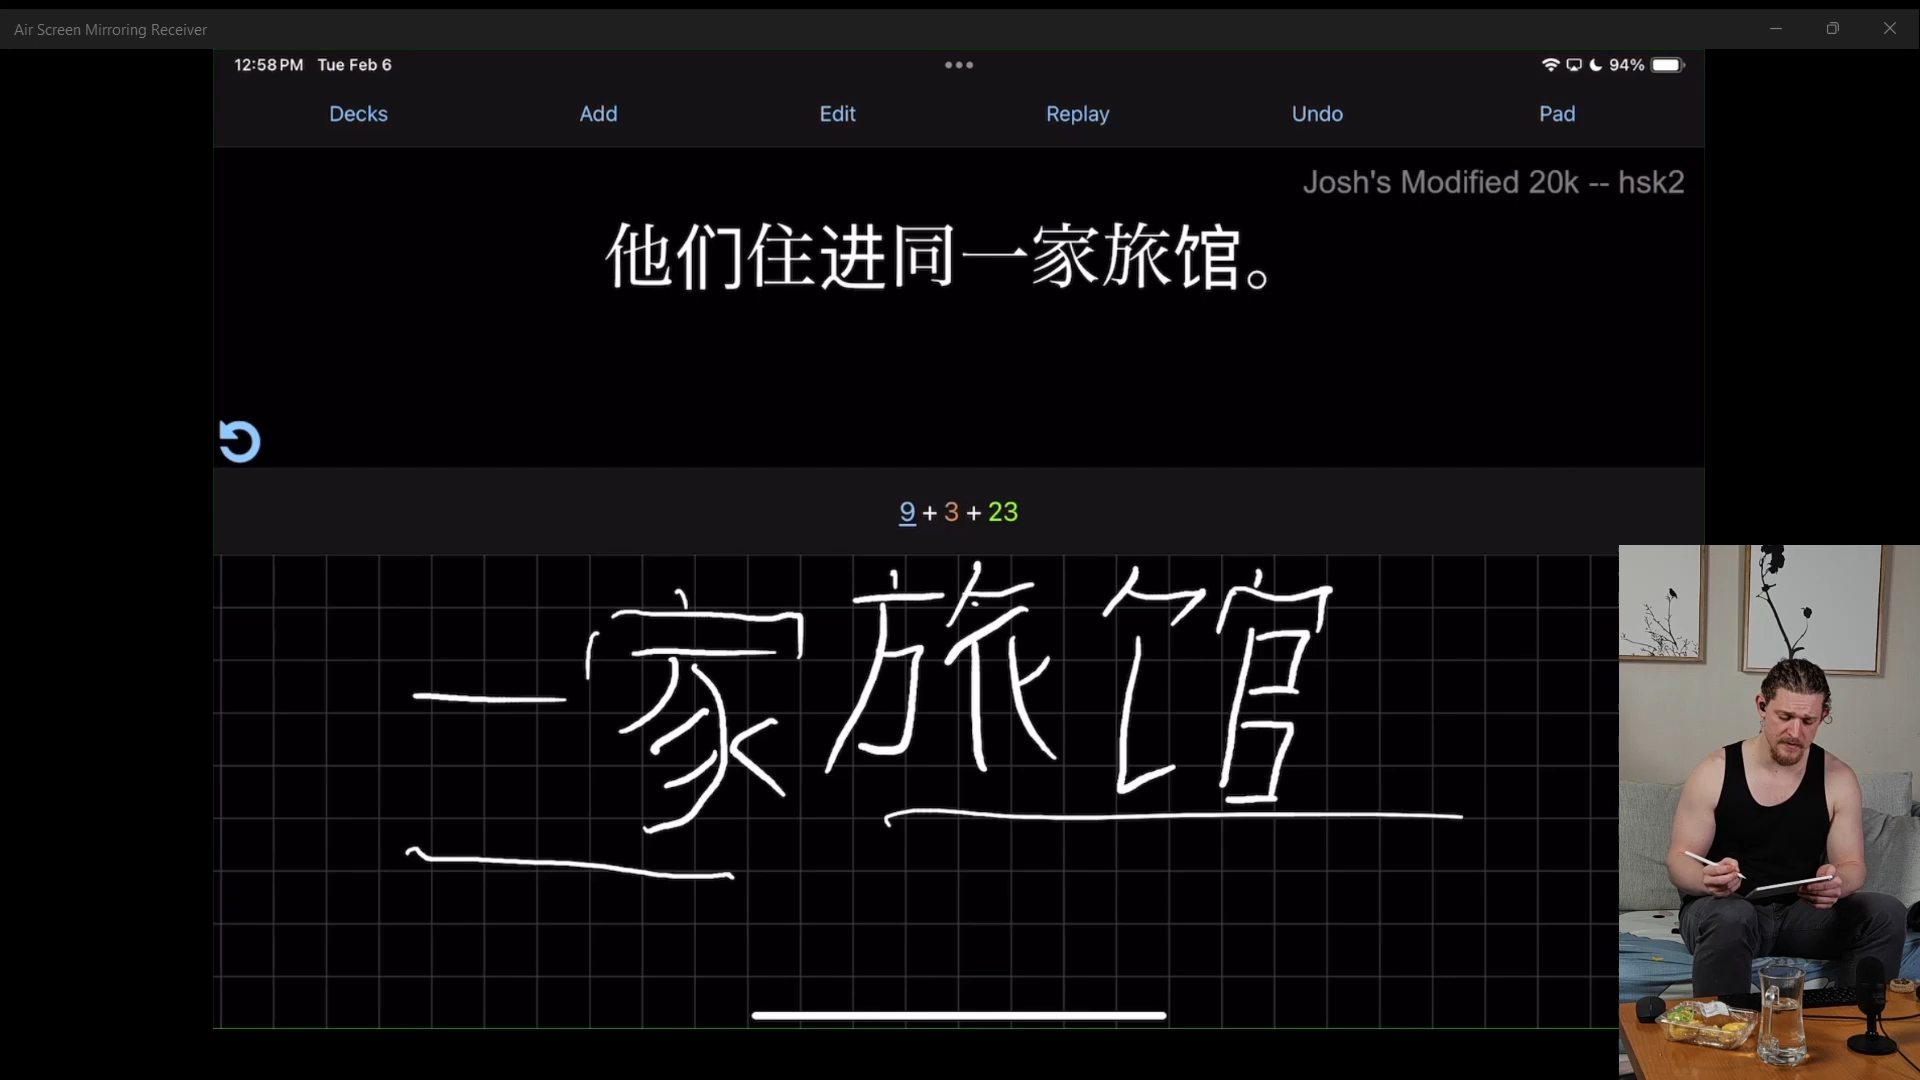 Air Screen Mirroring Receiver
12:58 PM Tue Feb 6
94%
Decks Add Edit Replay Undo Pad
Josh's Modified 20k -- hsk2
他们住进同一家旅馆。
9 + 3 + 23
一家旅馆